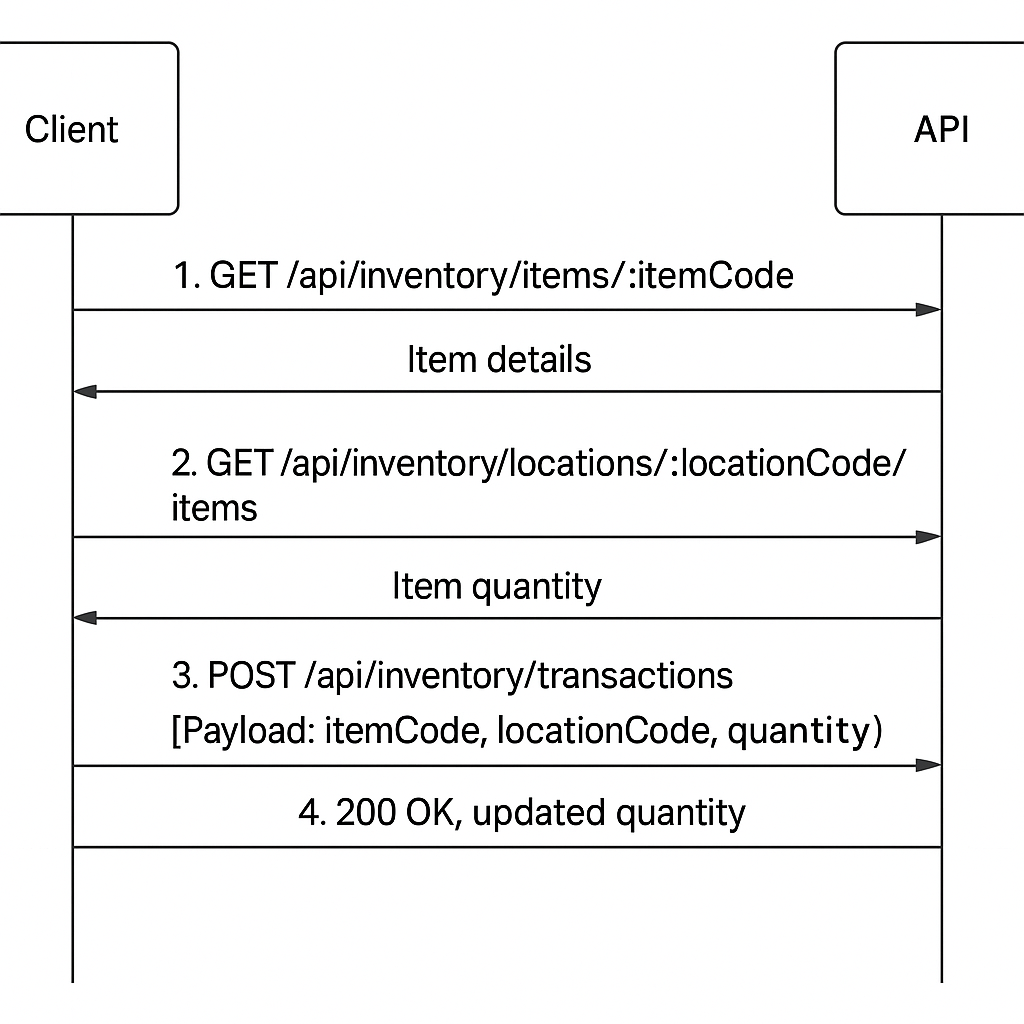 Client
API
1. GET /api/inventory/items/:itemCode
Item details
2. GET /api/inventory/locations/:locationCode/
items
Item quantity
3. POST /api/inventory/transactions
[Payload: itemCode, locationCode, quantity)
4. 200 OK, updated quantity